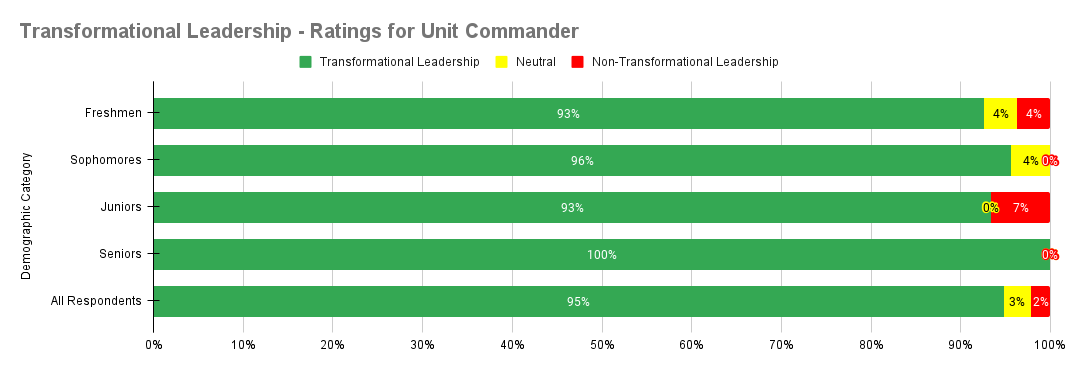 Transformational Leadership - Ratings for Unit Commander
Transformational Leadership Neutral Non-Transformational Leadership
Demographic Category
Freshmen 93% 4% 4%
Sophomores 96% 4% 0%
Juniors 93% 0% 7%
Seniors 100% 0%
All Respondents 95% 3% 2%
0% 10% 20% 30% 40% 50% 60% 70% 80% 90% 100%